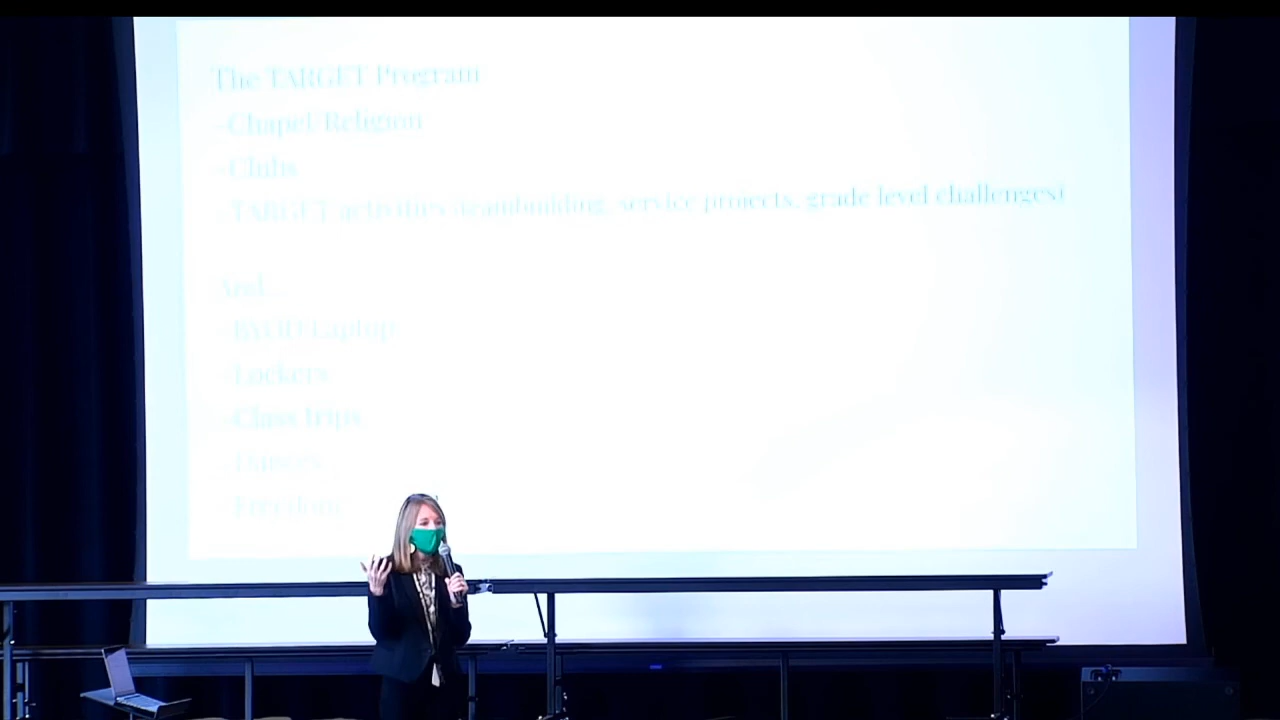 The TARGET Program
-Chapel/Religion
-Clubs
-TARGET activities (teambuilding, service projects, grade level challenges)
And...
-BYOD Laptop
-Lockers
-Class trips
-Dances
-Freedom